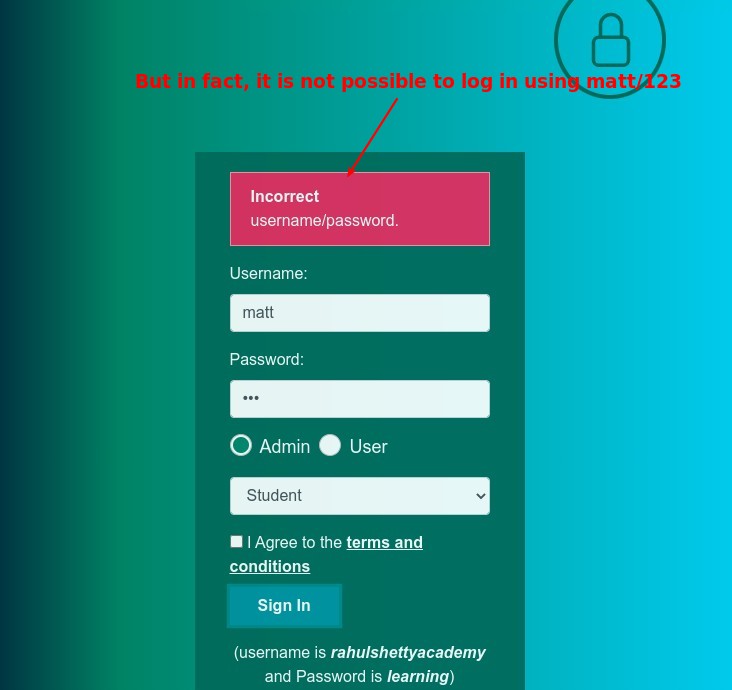 But in fact, it is not possible to log in using matt/123
Incorrect
username/password.
Username:
matt
Password:
•••
Admin User
Student
I Agree to the terms and
conditions
Sign In
(username is rahulshettyacademy
and Password is learning)